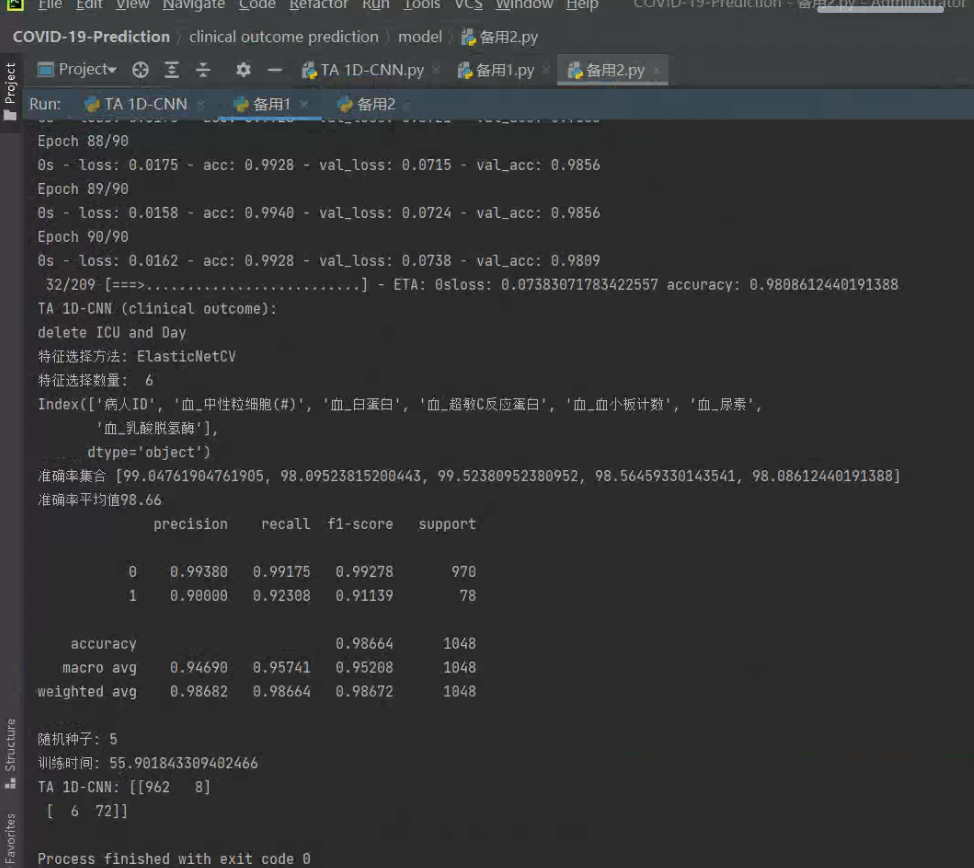 File Edit View Navigate Code Refactor Run Tools VCS Window Help COVID-19-Prediction - 备用2.py - Administrator
COVID-19-Prediction clinical outcome prediction model 备用2.py
Project TA 1D-CNN.py 备用1.py 备用2.py
Project
Run: TA 1D-CNN 备用1 备用2
Epoch 88/90
0s - loss: 0.0175 - acc: 0.9928 - val_loss: 0.0715 - val_acc: 0.9856
Epoch 89/90
0s - loss: 0.0158 - acc: 0.9940 - val_loss: 0.0724 - val_acc: 0.9856
Epoch 90/90
0s - loss: 0.0162 - acc: 0.9928 - val_loss: 0.0738 - val_acc: 0.9809
32/209 [===>..........................] - ETA: 0sloss: 0.07383071783422557 accuracy: 0.9808612440191388
TA 1D-CNN (clinical outcome):
delete ICU and Day
特征选择方法: ElasticNetCV
特征选择数量: 6
Index(['病人ID', '血_中性粒细胞(#)', '血_白蛋白', '血_超敏C反应蛋白', '血_血小板计数', '血_尿素',
'血_乳酸脱氢酶'],
dtype='object')
准确率集合 [99.04761904761905, 98.09523815200443, 99.52380952380952, 98.56459330143541, 98.08612440191388]
准确率平均值98.66
precision recall f1-score support
0 0.99380 0.99175 0.99278 970
1 0.90000 0.92308 0.91139 78
accuracy 0.98664 1048
macro avg 0.94690 0.95741 0.95208 1048
weighted avg 0.98682 0.98664 0.98672 1048
随机种子: 5
训练时间: 55.901843309402466
TA 1D-CNN: [[962 8]
[ 6 72]]
Process finished with exit code 0
Structure
Favorites